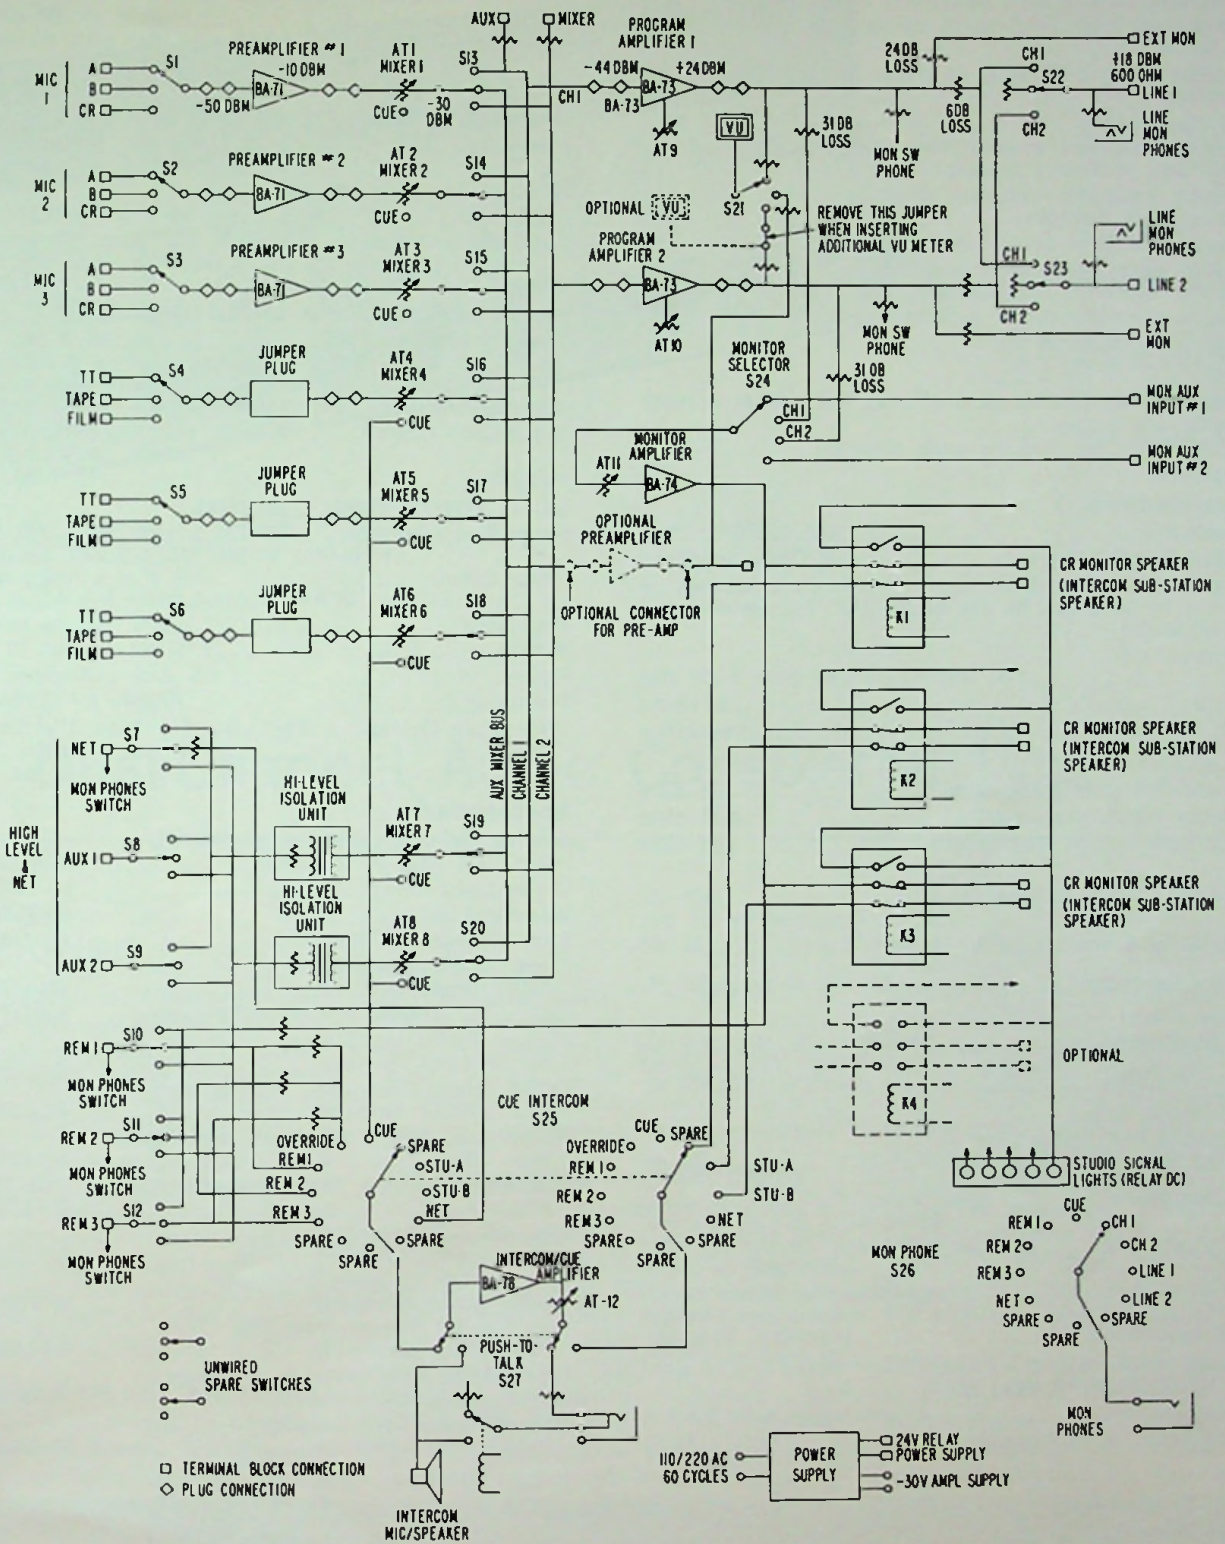 AUX
MIXER
PROGRAM
AMPLIFIER 1
MIC
1
A
B
CR
S1
PREAMPLIFIER #1
-10 DBM
BA-71
-50 DBM
AT1
MIXER 1
CUE
-30
DBM
S13
CH1
-44DBM
+24DBM
BA-73
BA-73
AT9
VU
31DB
LOSS
24DB
LOSS
6DB
LOSS
MON SW
PHONE
CH1
S22
CH2
EXT MON
+18 DBM
600 OHM
LINE 1
LINE
MON
PHONES
MIC
2
A
B
CR
S2
PREAMPLIFIER #2
BA-71
AT2
MIXER 2
CUE
S14
S21
OPTIONAL
VU
REMOVE THIS JUMPER
WHEN INSERTING
ADDITIONAL VU METER
PROGRAM
AMPLIFIER 2
LINE
MON
PHONES
MIC
3
A
B
CR
S3
PREAMPLIFIER #3
BA-71
AT3
MIXER 3
CUE
S15
BA-73
AT10
MON SW
PHONE
CH1
S23
CH2
LINE 2
EXT
MON
TT
TAPE
FILM
S4
JUMPER
PLUG
AT4
MIXER 4
CUE
S16
MONITOR
SELECTOR
S24
31DB
LOSS
CH1
CH2
MON AUX
INPUT #1
MON AUX
INPUT #2
MONITOR
AMPLIFIER
AT11
BA-74
TT
TAPE
FILM
S5
JUMPER
PLUG
AT5
MIXER 5
CUE
S17
OPTIONAL
PREAMPLIFIER
OPTIONAL CONNECTOR
FOR PRE-AMP
K1
CR MONITOR SPEAKER
(INTERCOM SUB-STATION
SPEAKER)
TT
TAPE
FILM
S6
JUMPER
PLUG
AT6
MIXER 6
CUE
S18
AUX MIXER BUS
CHANNEL 1
CHANNEL 2
K2
CR MONITOR SPEAKER
(INTERCOM SUB-STATION
SPEAKER)
HIGH
LEVEL
&
NET
NET
S7
MON PHONES
SWITCH
HI-LEVEL
ISOLATION
UNIT
AUX 1
S8
AT7
MIXER 7
CUE
S19
HI-LEVEL
ISOLATION
UNIT
AUX 2
S9
AT8
MIXER 8
CUE
S20
K3
CR MONITOR SPEAKER
(INTERCOM SUB-STATION
SPEAKER)
K4
OPTIONAL
REM 1
S10
MON PHONES
SWITCH
REM 2
S11
MON PHONES
SWITCH
REM 3
S12
MON PHONES
SWITCH
CUE INTERCOM
S25
CUE
SPARE
OVERRIDE
STU-A
REM1
STU-B
REM 2
NET
REM 3
SPARE
SPARE
SPARE
CUE
SPARE
OVERRIDE
STU-A
REM 1
STU-B
REM 2
NET
REM 3
SPARE
SPARE
SPARE
STUDIO SIGNAL
LIGHTS (RELAY DC)
MON PHONE
S26
CUE
REM 1
CH1
REM 2
CH2
REM 3
LINE 1
NET
LINE 2
SPARE
SPARE
SPARE
MON
PHONES
INTERCOM/CUE
AMPLIFIER
BA-78
AT-12
PUSH-TO-
TALK
S27
UNWIRED
SPARE SWITCHES
TERMINAL BLOCK CONNECTION
PLUG CONNECTION
INTERCOM
MIC/SPEAKER
110/220 AC
60 CYCLES
POWER
SUPPLY
24V RELAY
POWER SUPPLY
-30V AMPL SUPPLY